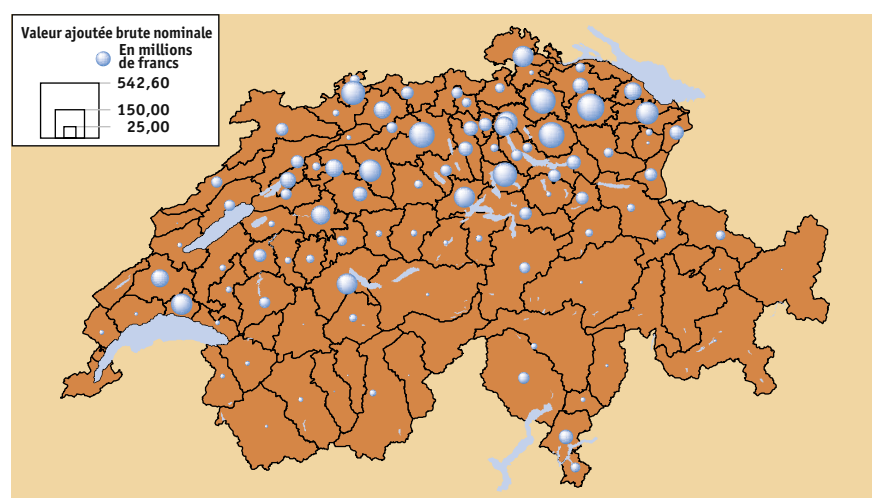 Valeur ajoutée brute nominale
En millions
de francs
542,60
150,00
25,00